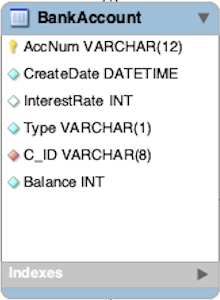 BankAccount
AccNum VARCHAR(12)
CreateDate DATETIME
InterestRate INT
Type VARCHAR(1)
C_ID VARCHAR(8)
Balance INT
Indexes